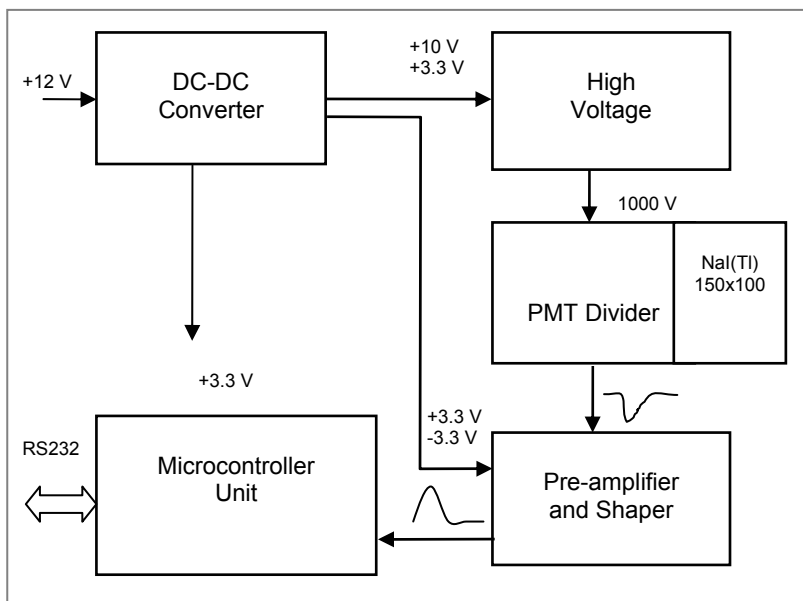 +12 V
DC-DC
Converter
+10 V
+3.3 V
High
Voltage
1000 V
PMT Divider
NaI(Tl)
150x100
+3.3 V
+3.3 V
-3.3 V
RS232
Microcontroller
Unit
Pre-amplifier
and Shaper